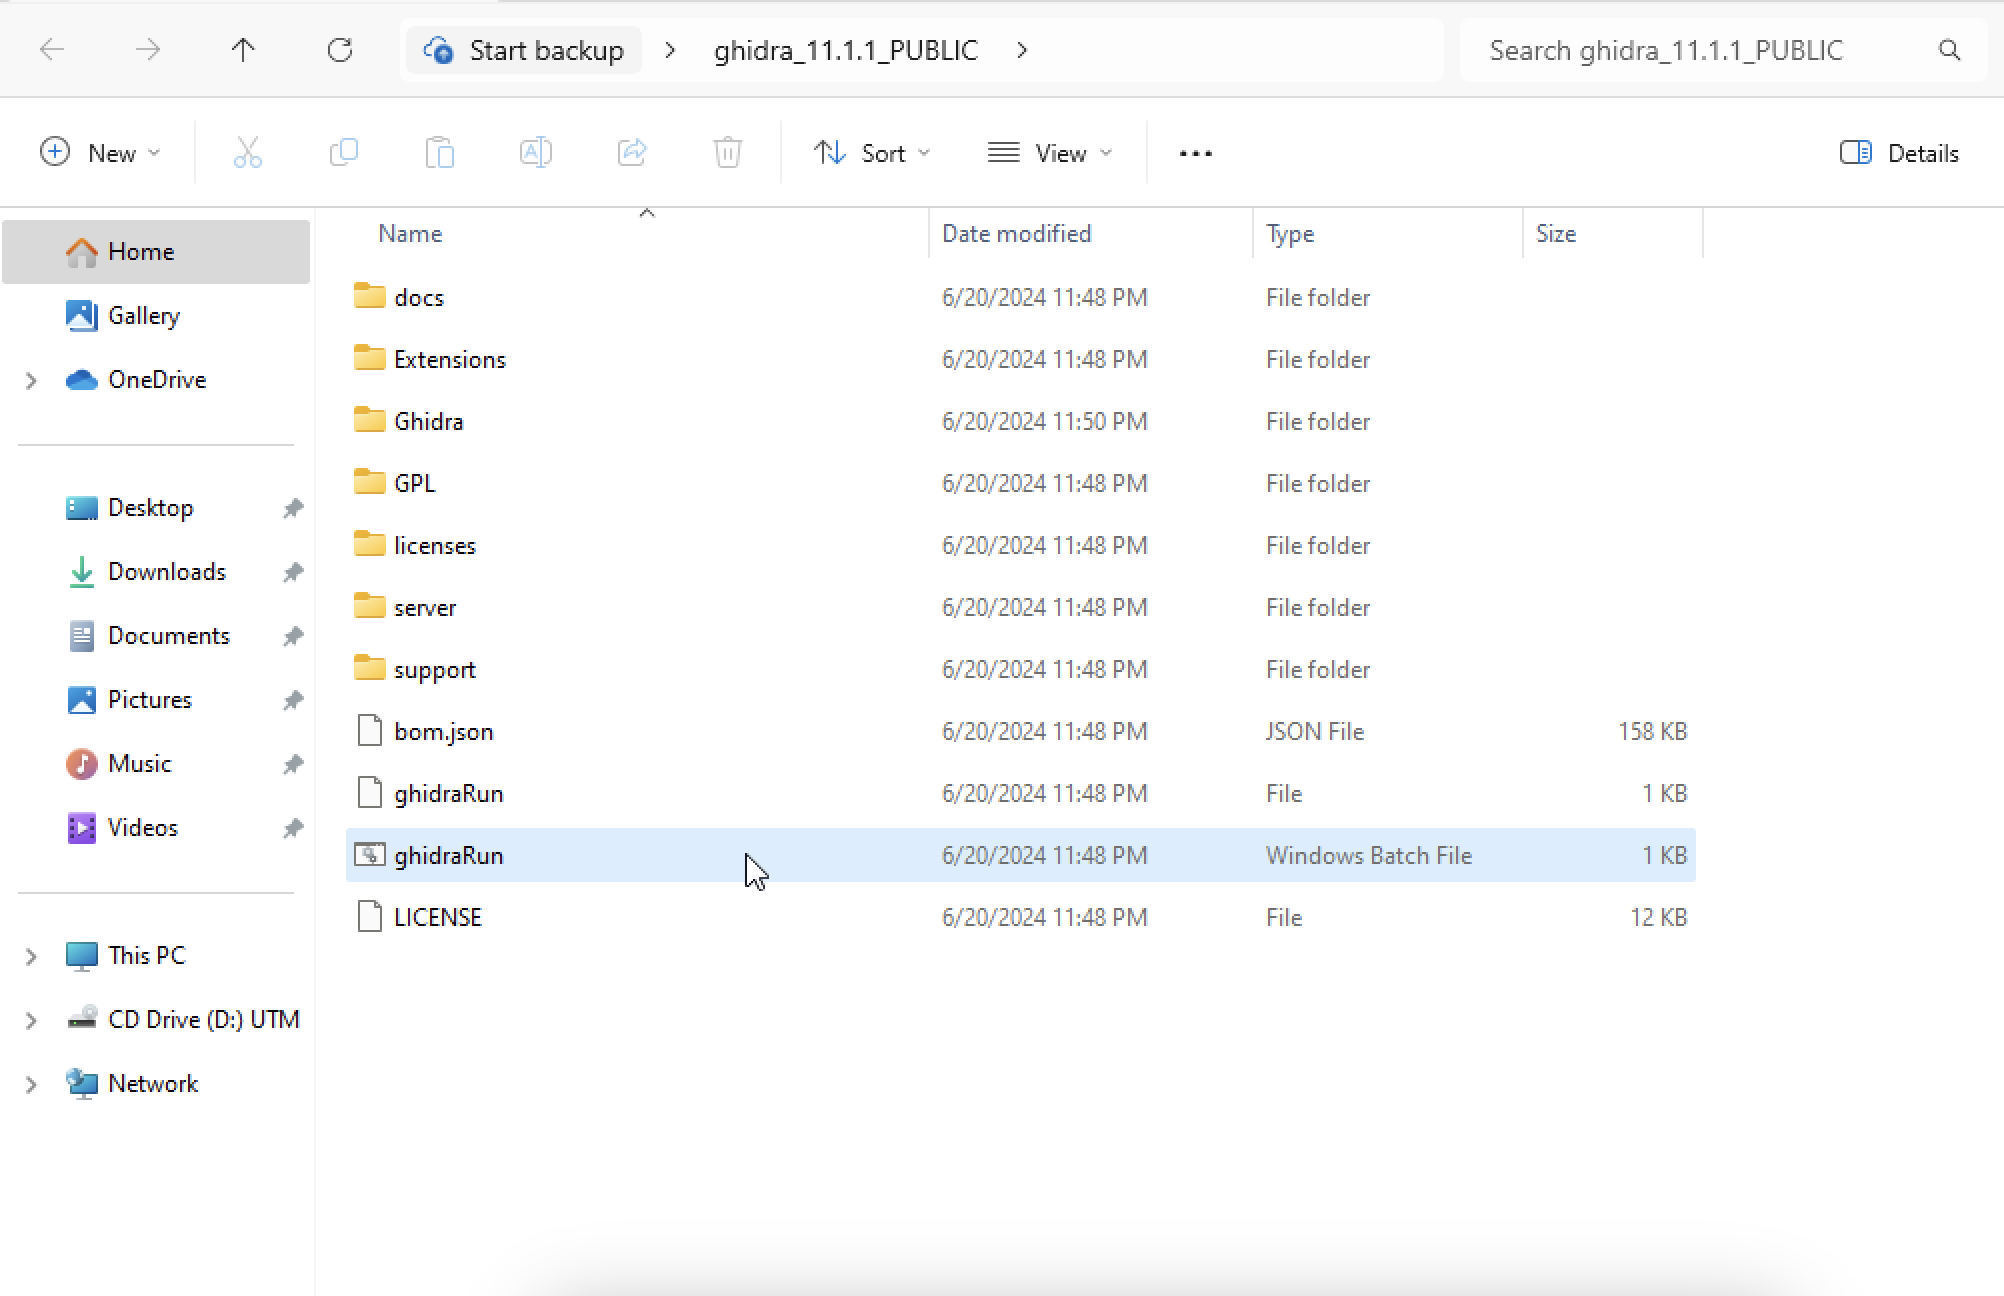 Start backup > ghidra_11.1.1_PUBLIC > Search ghidra_11.1.1_PUBLIC
New Sort View ... Details
Name Date modified Type Size
Home
Gallery
OneDrive
Desktop
Downloads
Documents
Pictures
Music
Videos
This PC
CD Drive (D:) UTM
Network
docs 6/20/2024 11:48 PM File folder
Extensions 6/20/2024 11:48 PM File folder
Ghidra 6/20/2024 11:50 PM File folder
GPL 6/20/2024 11:48 PM File folder
licenses 6/20/2024 11:48 PM File folder
server 6/20/2024 11:48 PM File folder
support 6/20/2024 11:48 PM File folder
bom.json 6/20/2024 11:48 PM JSON File 158 KB
ghidraRun 6/20/2024 11:48 PM File 1 KB
ghidraRun 6/20/2024 11:48 PM Windows Batch File 1 KB
LICENSE 6/20/2024 11:48 PM File 12 KB